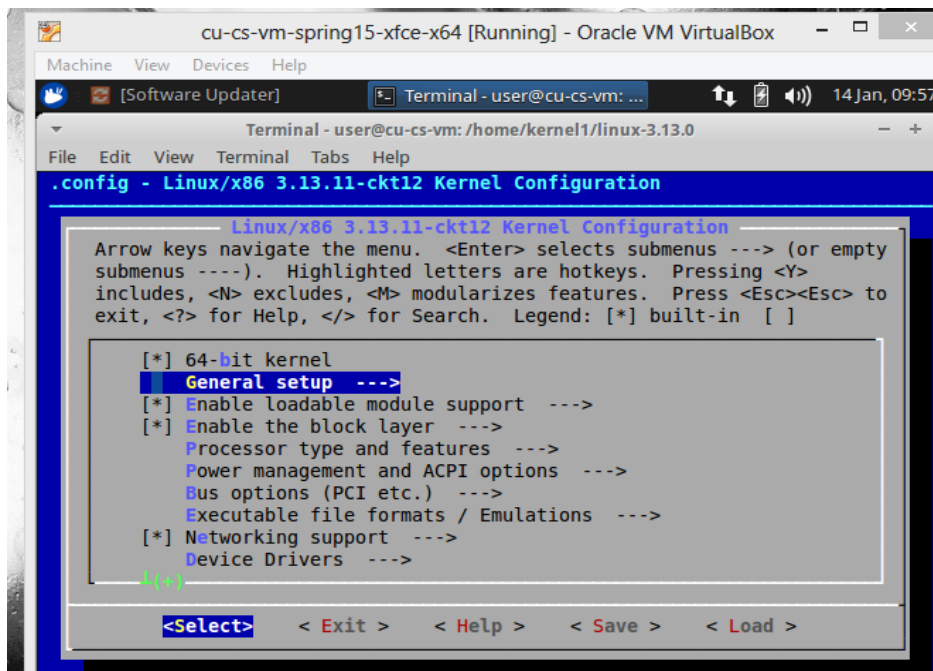 cu-cs-vm-spring15-xfce-x64 [Running] - Oracle VM VirtualBox
Machine View Devices Help
[Software Updater] Terminal - user@cu-cs-vm: ... 14 Jan, 09:57
Terminal - user@cu-cs-vm: /home/kernel1/linux-3.13.0
File Edit View Terminal Tabs Help
.config - Linux/x86 3.13.11-ckt12 Kernel Configuration
Linux/x86 3.13.11-ckt12 Kernel Configuration
Arrow keys navigate the menu. <Enter> selects submenus ---> (or empty
submenus ----). Highlighted letters are hotkeys. Pressing <Y>
includes, <N> excludes, <M> modularizes features. Press <Esc><Esc> to
exit, <?> for Help, </> for Search. Legend: [*] built-in [ ]
[*] 64-bit kernel
General setup --->
[*] Enable loadable module support --->
[*] Enable the block layer --->
Processor type and features --->
Power management and ACPI options --->
Bus options (PCI etc.) --->
Executable file formats / Emulations --->
[*] Networking support --->
Device Drivers --->
(+)
<Select> < Exit > < Help > < Save > < Load >